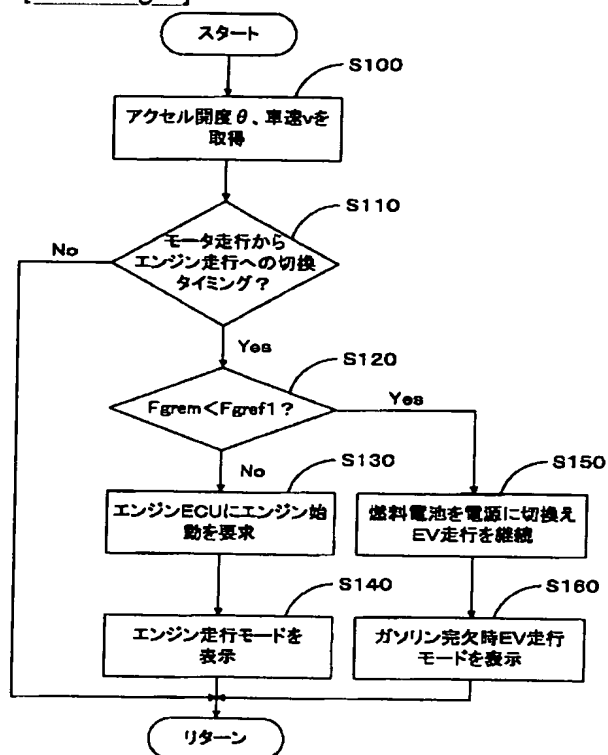 スタート
S100
アクセル開度θ、車速vを
取得
S110
モータ走行から
エンジン走行への切換
タイミング？
No
Yes
S120
Fgrem<Fgref1？
Yes
No
S130
エンジンECUにエンジン始
動を要求
S150
燃料電池を電源に切換え
EV走行を継続
S140
エンジン走行モードを
表示
S160
ガソリン完欠時EV走行
モードを表示
リターン